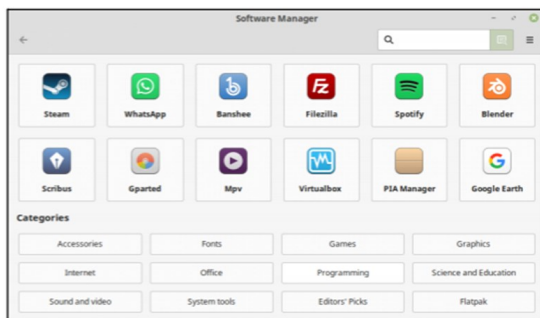 Software Manager
Steam WhatsApp Banshee Filezilla Spotify Blender
Scribus Gparted Mpv Virtualbox PIA Manager Google Earth
Categories
Accessories Fonts Games Graphics
Internet Office Programming Science and Education
Sound and video System tools Editors' Picks Flatpak